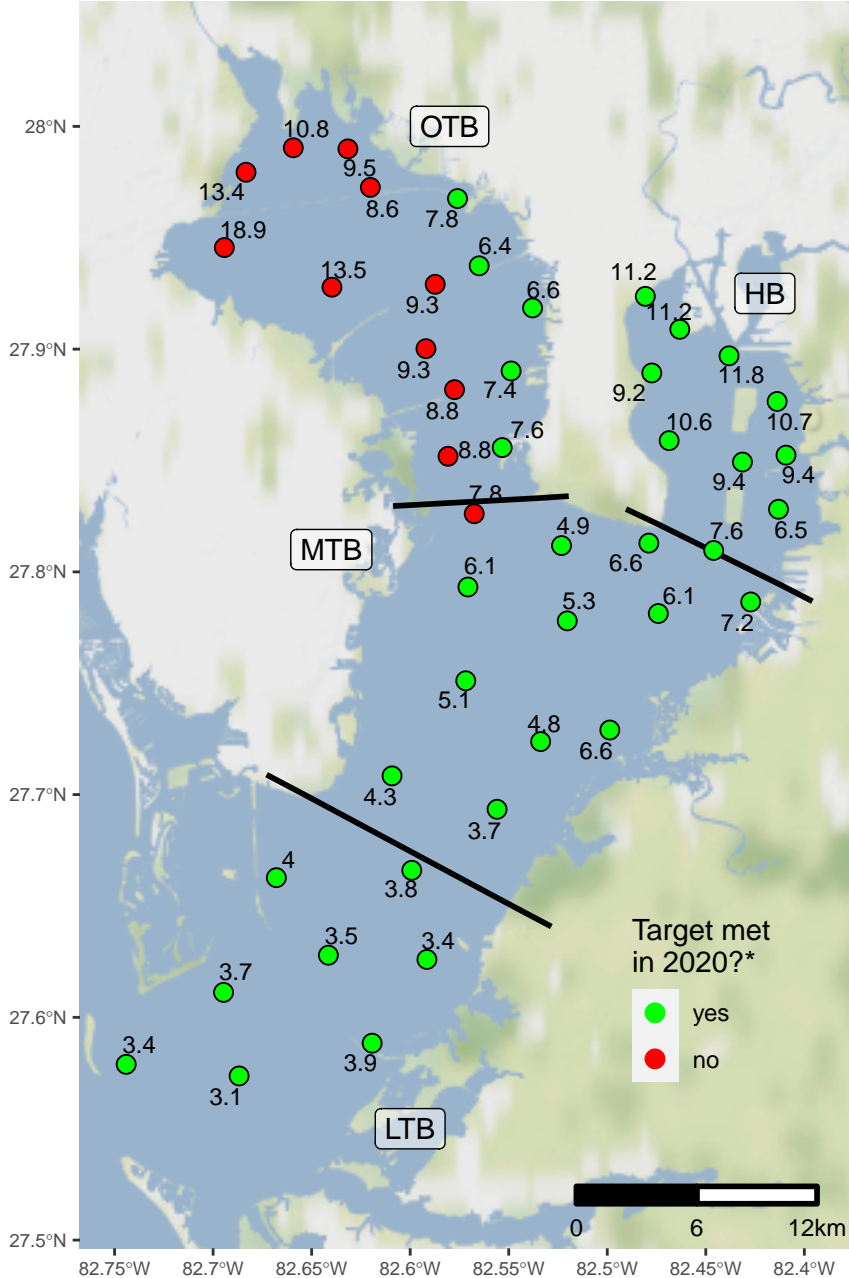 28°N
10.8
OTB
9.5
13.4
8.6
7.8
18.9
6.4
11.2
13.5
6.6
HB
9.3
11.2
27.9°N
9.3
7.4
9.2
11.8
8.8
10.7
10.6
7.6
8.8
9.4
9.4
7.8
4.9
7.6
6.5
MTB
6.6
27.8°N
6.1
5.3
6.1
7.2
5.1
4.8
6.6
27.7°N
4.3
3.7
4
3.8
Target met
in 2020?*
3.5
3.4
3.7
yes
27.6°N
3.4
3.9
no
3.1
LTB
0 6 12km
27.5°N
82.75°W 82.7°W 82.65°W 82.6°W 82.55°W 82.5°W 82.45°W 82.4°W